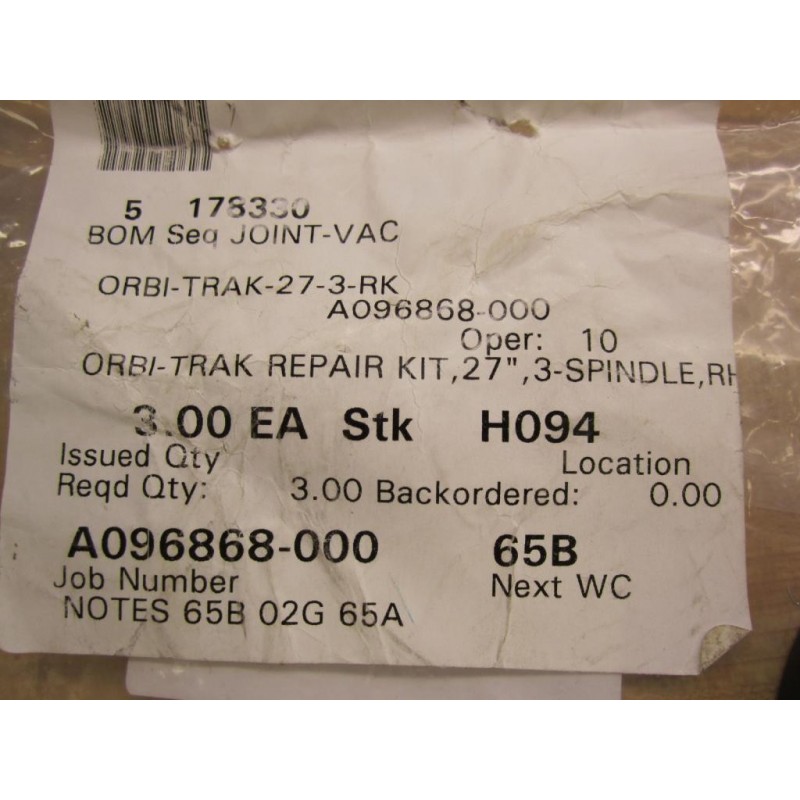 5 178330
BOM Seq JOINT-VAC
ORBI-TRAK-27-3-RK
A096868-000
Oper: 10
ORBI-TRAK REPAIR KIT,27",3-SPINDLE,RH
3.00 EA Stk H094
Issued Qty Location
Reqd Qty: 3.00 Backordered: 0.00
A096868-000 65B
Job Number Next WC
NOTES 65B 02G 65A